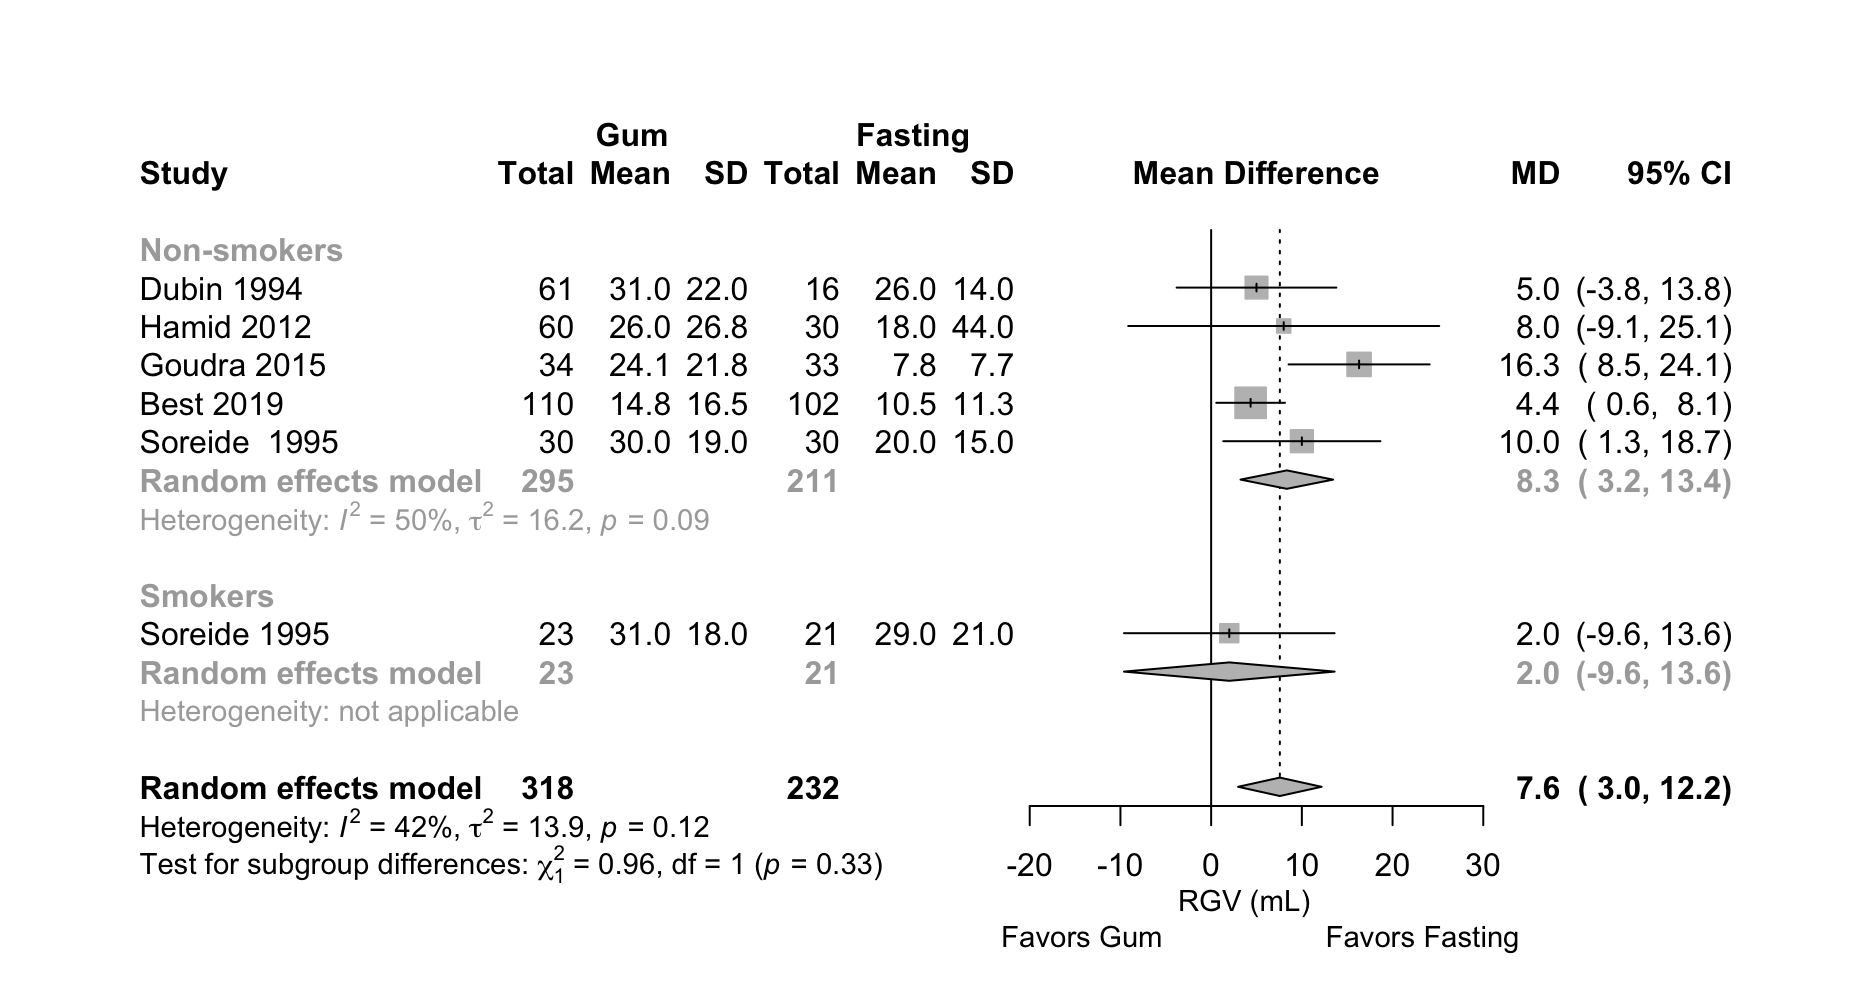 Gum Fasting
Study Total Mean SD Total Mean SD Mean Difference MD 95% CI
Non-smokers
Dubin 1994 61 31.0 22.0 16 26.0 14.0 5.0 (-3.8, 13.8)
Hamid 2012 60 26.0 26.8 30 18.0 44.0 8.0 (-9.1, 25.1)
Goudra 2015 34 24.1 21.8 33 7.8 7.7 16.3 ( 8.5, 24.1)
Best 2019 110 14.8 16.5 102 10.5 11.3 4.4 ( 0.6, 8.1)
Soreide 1995 30 30.0 19.0 30 20.0 15.0 10.0 ( 1.3, 18.7)
Random effects model 295 211 8.3 ( 3.2, 13.4)
Heterogeneity: I² = 50%, τ² = 16.2, p = 0.09
Smokers
Soreide 1995 23 31.0 18.0 21 29.0 21.0 2.0 (-9.6, 13.6)
Random effects model 23 21 2.0 (-9.6, 13.6)
Heterogeneity: not applicable
Random effects model 318 232 7.6 ( 3.0, 12.2)
Heterogeneity: I² = 42%, τ² = 13.9, p = 0.12
Test for subgroup differences: χ²₁ = 0.96, df = 1 (p = 0.33)
-20 -10 0 10 20 30
RGV (mL)
Favors Gum Favors Fasting